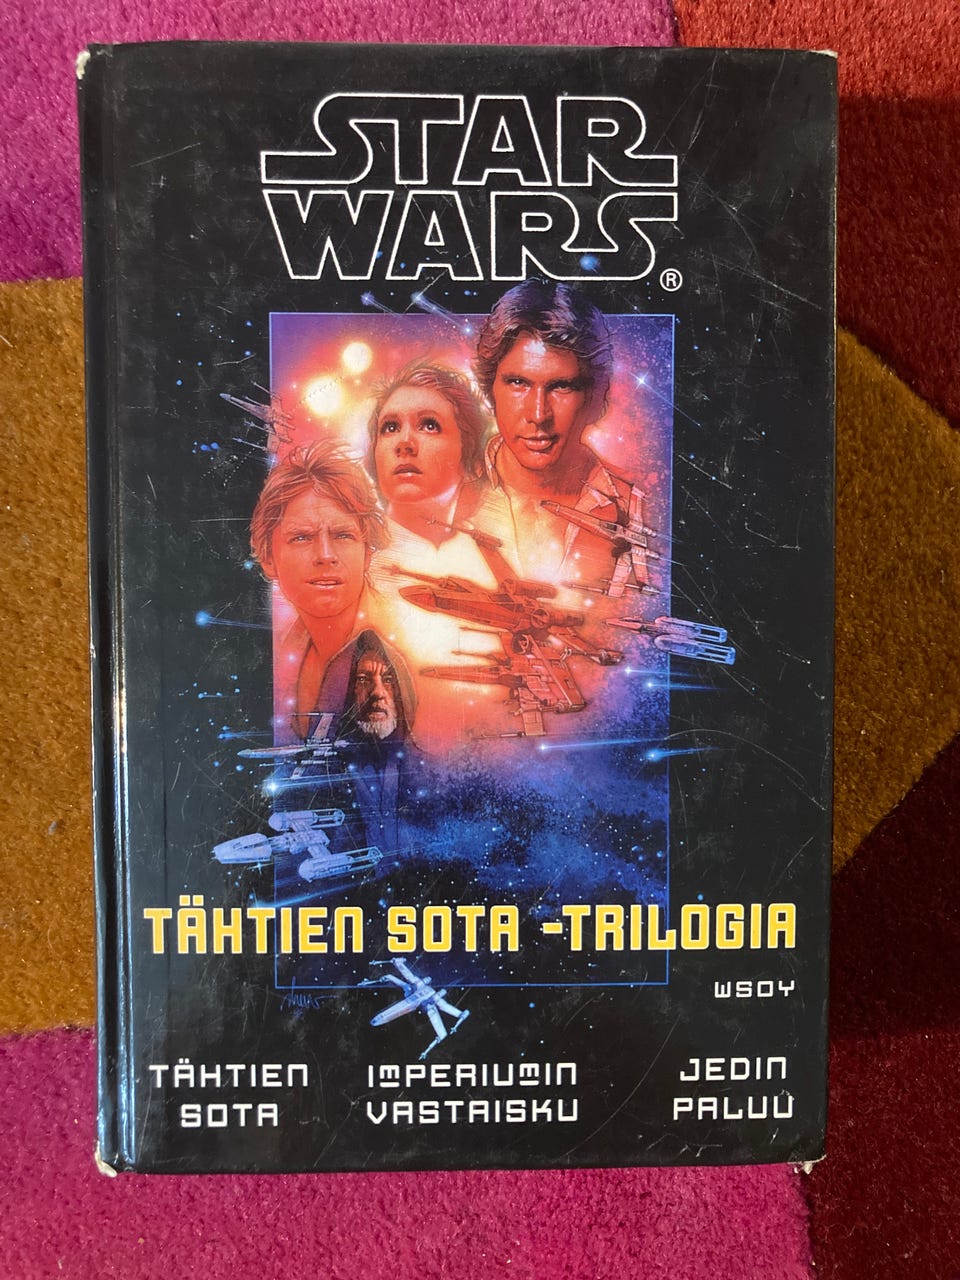 STAR
WARS®
TÄHTIEN SOTA -TRILOGIA
WSOY
TÄHTIEN
SOTA
IMPERIUMIN
VASTAISKU
JEDIN
PALUU